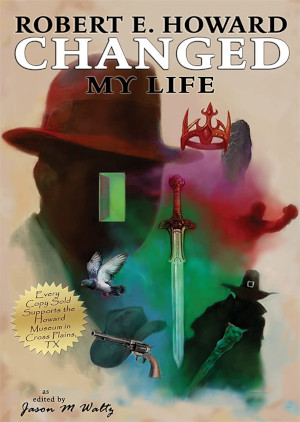 ROBERT E. HOWARD
CHANGED
MY LIFE
Every
Copy Sold
Supports the
Howard
Museum in
Cross Plains
TX
as
edited by
Jason M Waltz